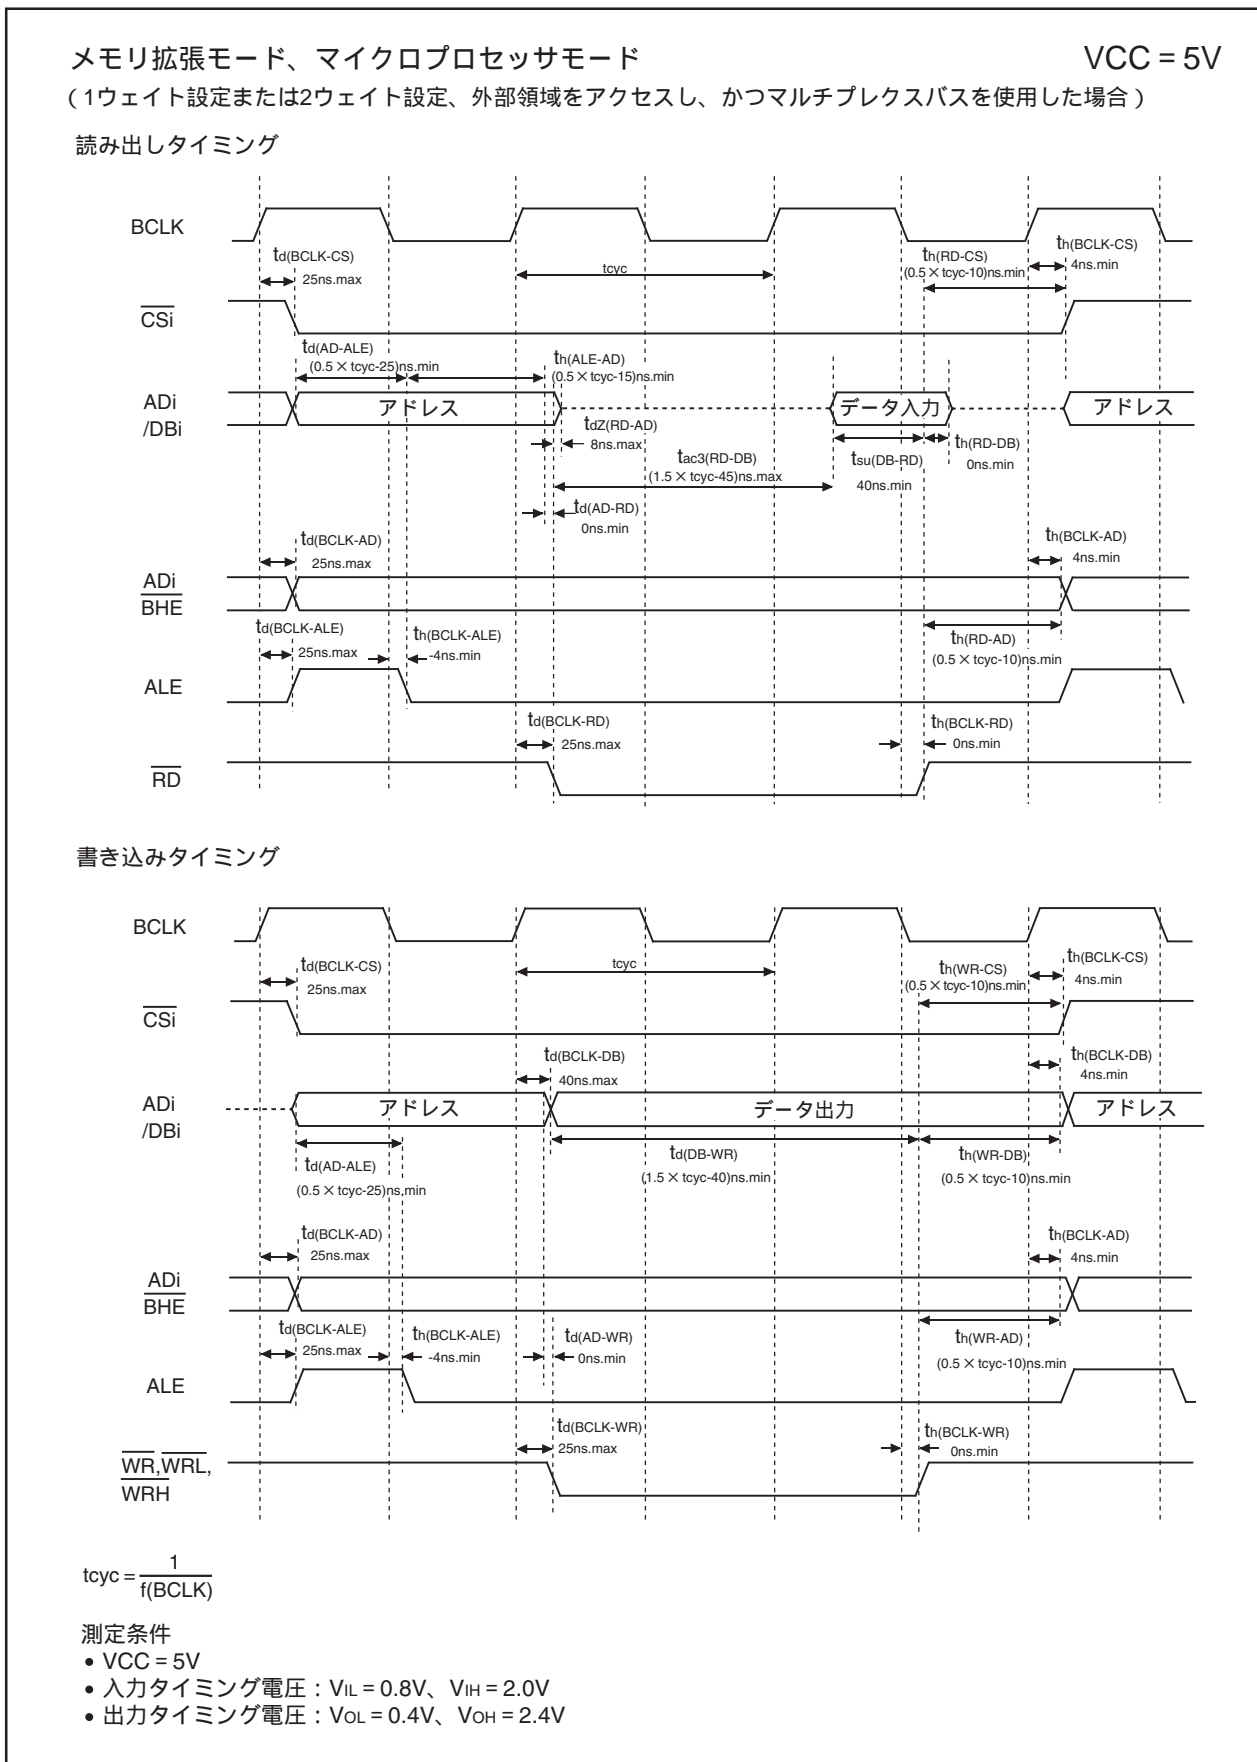 メモリ拡張モード、マイクロプロセッサモード VCC = 5V
(1ウェイト設定または2ウェイト設定、外部領域をアクセスし、かつマルチプレクスバスを使用した場合)
読み出しタイミング
BCLK
td(BCLK-CS)
25ns.max
tcyc
th(RD-CS)
(0.5 × tcyc-10)ns.min
th(BCLK-CS)
4ns.min
CSi
td(AD-ALE)
(0.5 × tcyc-25)ns.min
th(ALE-AD)
(0.5 × tcyc-15)ns.min
ADi
/DBi
アドレス
データ入力
アドレス
tdZ(RD-AD)
8ns.max
tac3(RD-DB)
(1.5 × tcyc-45)ns.max
tsu(DB-RD)
40ns.min
th(RD-DB)
0ns.min
td(AD-RD)
0ns.min
td(BCLK-AD)
25ns.max
th(BCLK-AD)
4ns.min
ADi
BHE
td(BCLK-ALE)
25ns.max
th(BCLK-ALE)
-4ns.min
th(RD-AD)
(0.5 × tcyc-10)ns.min
ALE
td(BCLK-RD)
25ns.max
th(BCLK-RD)
0ns.min
RD
書き込みタイミング
BCLK
td(BCLK-CS)
25ns.max
tcyc
th(WR-CS)
(0.5 × tcyc-10)ns.min
th(BCLK-CS)
4ns.min
CSi
td(BCLK-DB)
40ns.max
th(BCLK-DB)
4ns.min
ADi
/DBi
アドレス
データ出力
アドレス
td(AD-ALE)
(0.5 × tcyc-25)ns.min
td(DB-WR)
(1.5 × tcyc-40)ns.min
th(WR-DB)
(0.5 × tcyc-10)ns.min
td(BCLK-AD)
25ns.max
th(BCLK-AD)
4ns.min
ADi
BHE
td(BCLK-ALE)
25ns.max
th(BCLK-ALE)
-4ns.min
td(AD-WR)
0ns.min
th(WR-AD)
(0.5 × tcyc-10)ns.min
ALE
td(BCLK-WR)
25ns.max
th(BCLK-WR)
0ns.min
WR,WRL,
WRH
tcyc = 1
f(BCLK)
測定条件
• VCC = 5V
• 入力タイミング電圧:VIL = 0.8V、VIH = 2.0V
• 出力タイミング電圧:VOL = 0.4V、VOH = 2.4V